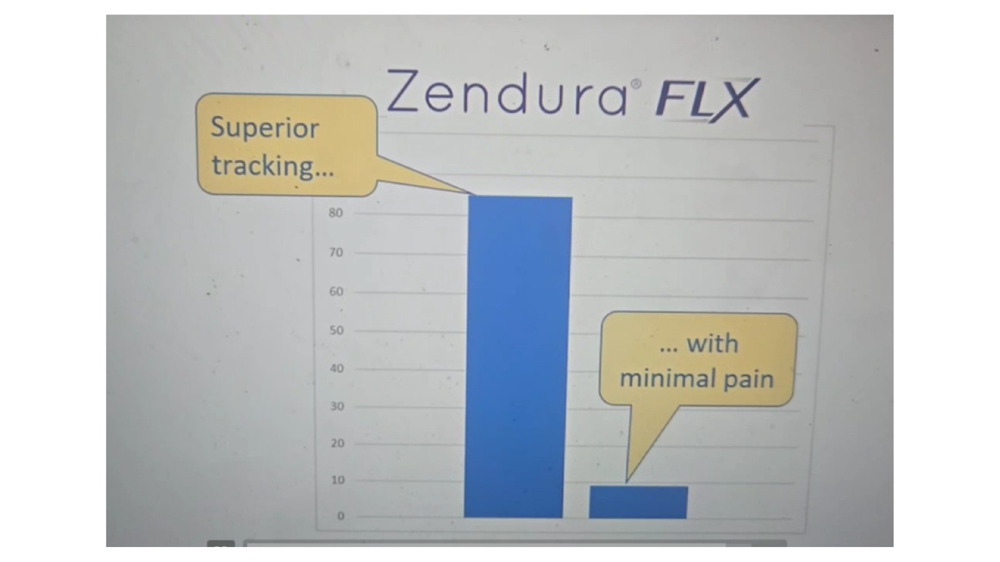 Zendura® FLX
Superior
tracking...
80
70
60
50
40
30
20
10
0
... with
minimal pain